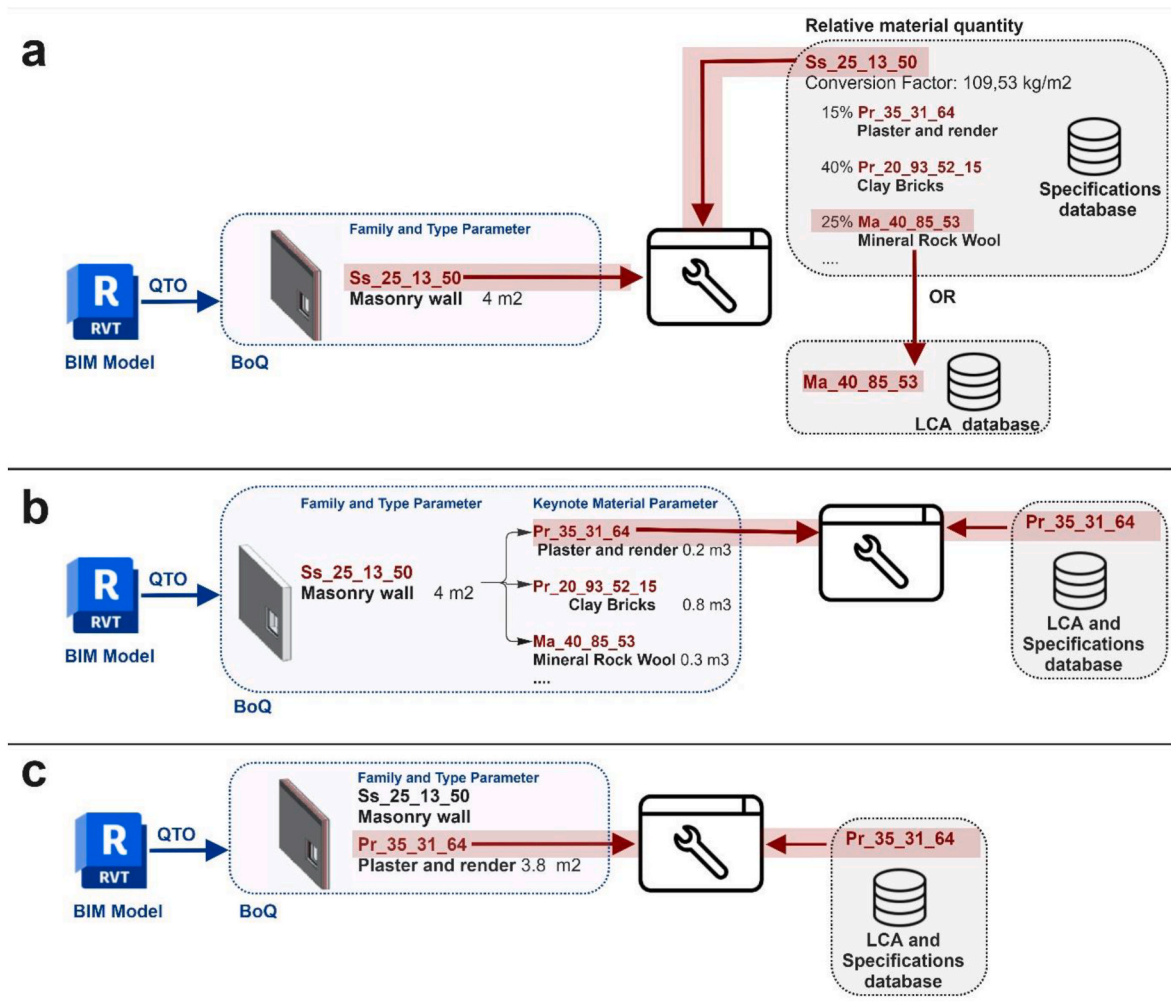 a
Relative material quantity
Ss_25_13_50
Conversion Factor: 109,53 kg/m2
15% Pr_35_31_64
Plaster and render
40% Pr_20_93_52_15
Clay Bricks
25% Ma_40_85_53
Mineral Rock Wool
....
Specifications
database
Family and Type Parameter
Ss_25_13_50
Masonry wall 4 m2
R
RVT
QTO
BIM Model
BoQ
OR
Ma_40_85_53
LCA database
b
Family and Type Parameter
Keynote Material Parameter
Pr_35_31_64
Plaster and render 0.2 m3
Ss_25_13_50
Masonry wall 4 m2
Pr_20_93_52_15
Clay Bricks 0.8 m3
Ma_40_85_53
Mineral Rock Wool 0.3 m3
....
R
RVT
QTO
BIM Model
BoQ
Pr_35_31_64
LCA and
Specifications
database
c
Family and Type Parameter
Ss_25_13_50
Masonry wall
Pr_35_31_64
Plaster and render 3.8 m2
R
RVT
QTO
BIM Model
BoQ
Pr_35_31_64
LCA and
Specifications
database